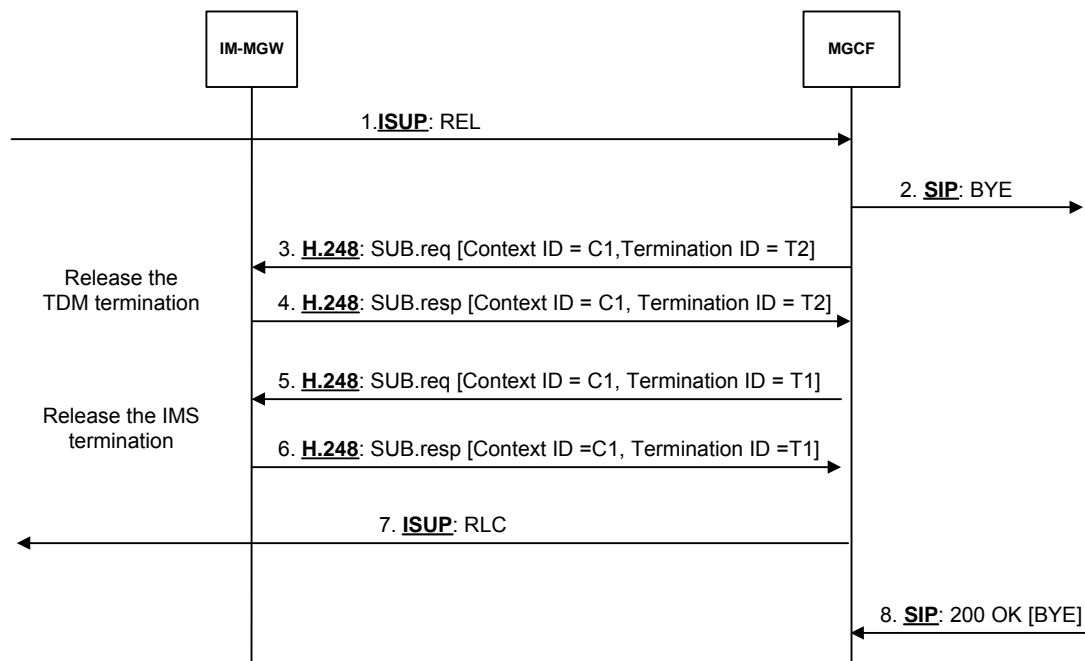 IM-MGW
MGCF
1.ISUP: REL
2. SIP: BYE
3. H.248: SUB.req [Context ID = C1,Termination ID = T2]
Release the
TDM termination
4. H.248: SUB.resp [Context ID = C1, Termination ID = T2]
5. H.248: SUB.req [Context ID = C1, Termination ID = T1]
Release the IMS
termination
6. H.248: SUB.resp [Context ID =C1, Termination ID =T1]
7. ISUP: RLC
8. SIP: 200 OK [BYE]